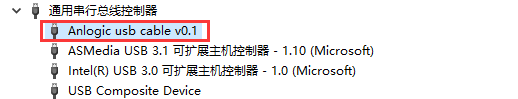 通用串行总线控制器
Anlogic usb cable v0.1
ASMedia USB 3.1 可扩展主机控制器 - 1.10 (Microsoft)
Intel(R) USB 3.0 可扩展主机控制器 - 1.0 (Microsoft)
USB Composite Device